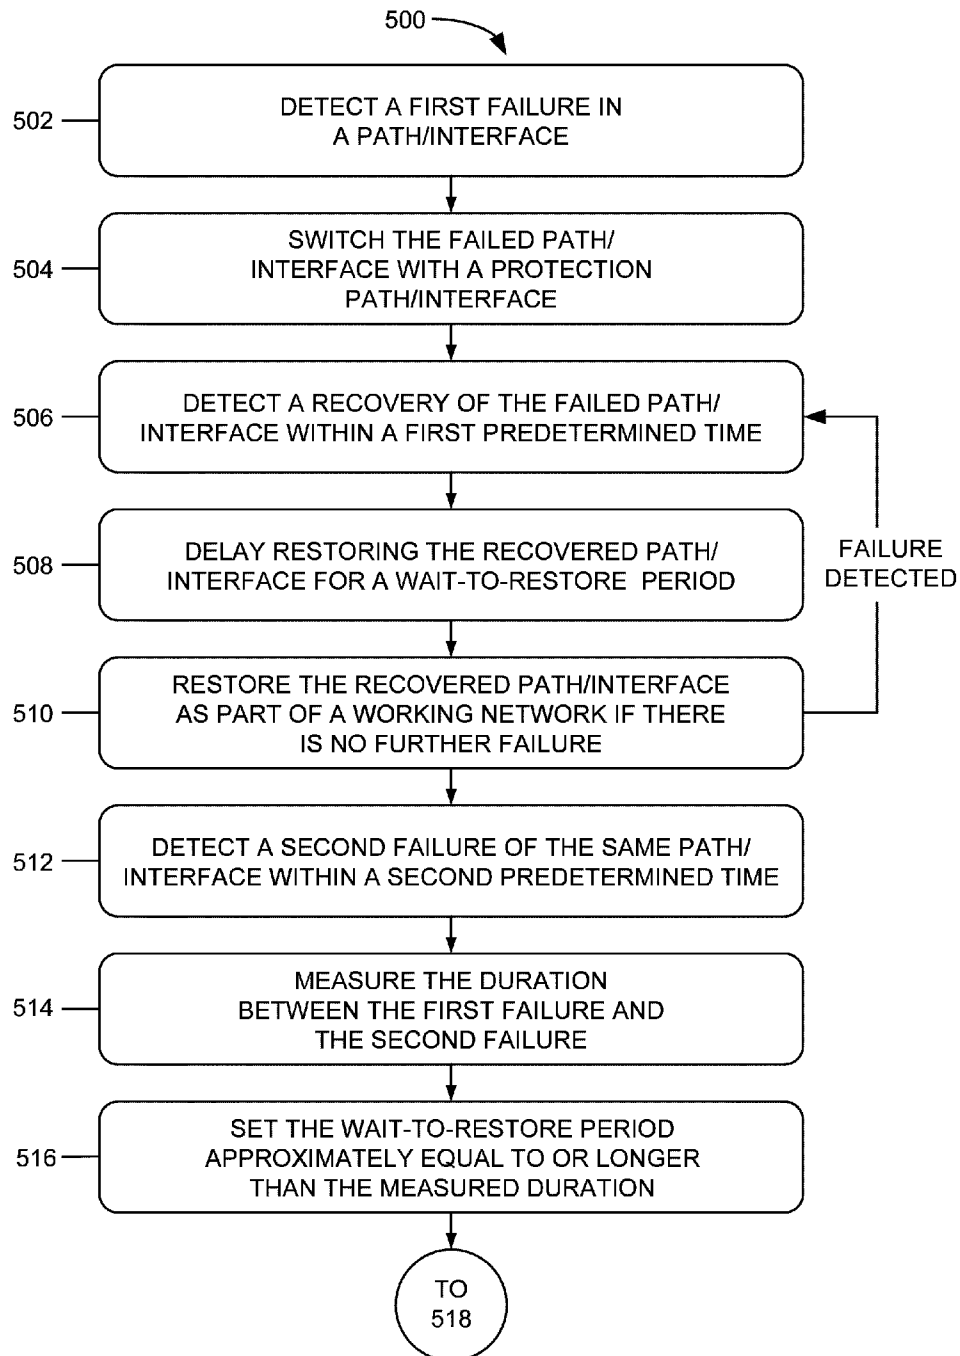 500
502
DETECT A FIRST FAILURE IN
A PATH/INTERFACE
504
SWITCH THE FAILED PATH/
INTERFACE WITH A PROTECTION
PATH/INTERFACE
506
DETECT A RECOVERY OF THE FAILED PATH/
INTERFACE WITHIN A FIRST PREDETERMINED TIME
508
DELAY RESTORING THE RECOVERED PATH/
INTERFACE FOR A WAIT-TO-RESTORE PERIOD
FAILURE
DETECTED
510
RESTORE THE RECOVERED PATH/INTERFACE
AS PART OF A WORKING NETWORK IF THERE
IS NO FURTHER FAILURE
512
DETECT A SECOND FAILURE OF THE SAME PATH/
INTERFACE WITHIN A SECOND PREDETERMINED TIME
514
MEASURE THE DURATION
BETWEEN THE FIRST FAILURE AND
THE SECOND FAILURE
516
SET THE WAIT-TO-RESTORE PERIOD
APPROXIMATELY EQUAL TO OR LONGER
THAN THE MEASURED DURATION
TO
518